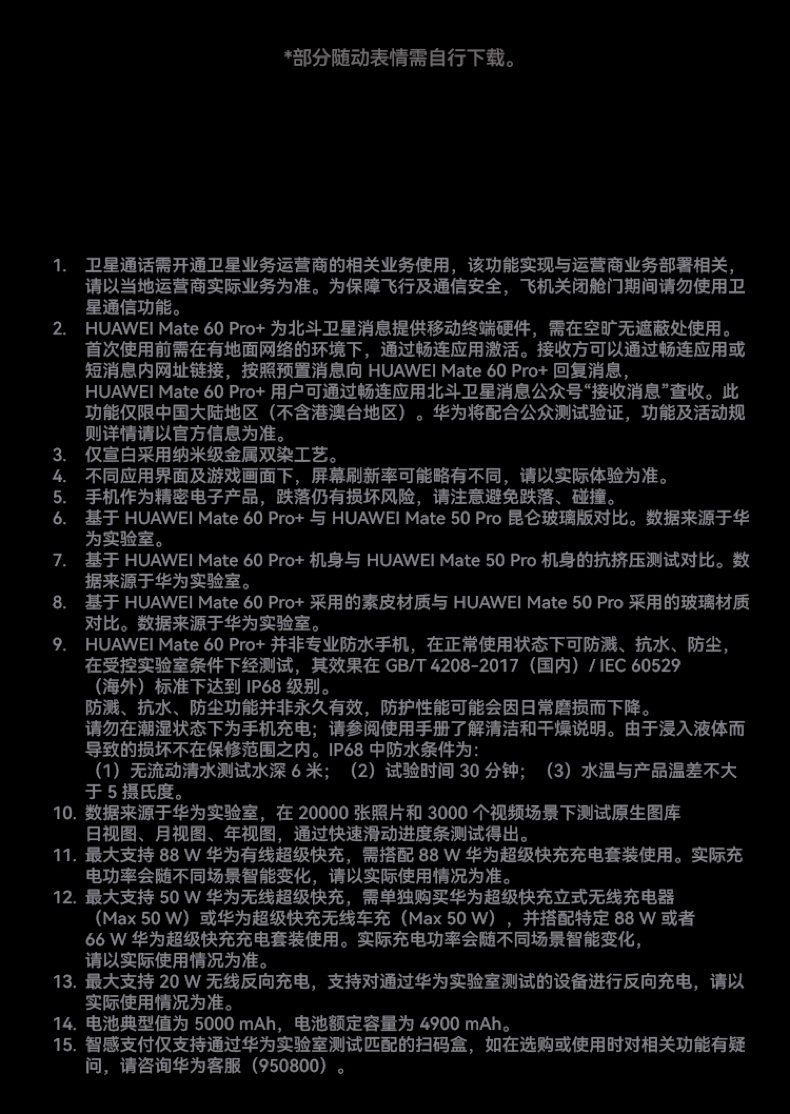 *部分随动表情需自行下载。
1. 卫星通话需开通卫星业务运营商的相关业务使用，该功能实现与运营商业务部署相关，
请以当地运营商实际业务为准。为保障飞行及通信安全，飞机关闭舱门期间请勿使用卫
星通信功能。
2. HUAWEI Mate 60 Pro+ 为北斗卫星消息提供移动终端硬件，需在空旷无遮蔽处使用。
首次使用前需在有地面网络的环境下，通过畅连应用激活。接收方可以通过畅连应用或
短消息内网址链接，按照预置消息向 HUAWEI Mate 60 Pro+ 回复消息，
HUAWEI Mate 60 Pro+ 用户可通过畅连应用北斗卫星消息公众号“接收消息”查收。此
功能仅限中国大陆地区（不含港澳台地区）。华为将配合公众测试验证，功能及活动规
则详情请以官方信息为准。
3. 仅宣白采用纳米级金属双染工艺。
4. 不同应用界面及游戏画面下，屏幕刷新率可能略有不同，请以实际体验为准。
5. 手机作为精密电子产品，跌落仍有损坏风险，请注意避免跌落、碰撞。
6. 基于 HUAWEI Mate 60 Pro+ 与 HUAWEI Mate 50 Pro 昆仑玻璃版对比。数据来源于华
为实验室。
7. 基于 HUAWEI Mate 60 Pro+ 机身与 HUAWEI Mate 50 Pro 机身的抗挤压测试对比。数
据来源于华为实验室。
8. 基于 HUAWEI Mate 60 Pro+ 采用的素皮材质与 HUAWEI Mate 50 Pro 采用的玻璃材质
对比。数据来源于华为实验室。
9. HUAWEI Mate 60 Pro+ 并非专业防水手机，在正常使用状态下可防溅、抗水、防尘，
在受控实验室条件下经测试，其效果在 GB/T 4208-2017（国内）/ IEC 60529
（海外）标准下达到 IP68 级别。
防溅、抗水、防尘功能并非永久有效，防护性能可能会因日常磨损而下降。
请勿在潮湿状态下为手机充电；请参阅使用手册了解清洁和干燥说明。由于浸入液体而
导致的损坏不在保修范围之内。IP68 中防水条件为：
（1）无流动清水测试水深 6 米；（2）试验时间 30 分钟；（3）水温与产品温差不大
于 5 摄氏度。
10. 数据来源于华为实验室，在 20000 张照片和 3000 个视频场景下测试原生图库
日视图、月视图、年视图，通过快速滑动进度条测试得出。
11. 最大支持 88 W 华为有线超级快充，需搭配 88 W 华为超级快充充电套装使用。实际充
电功率会随不同场景智能变化，请以实际使用情况为准。
12. 最大支持 50 W 华为无线超级快充，需单独购买华为超级快充立式无线充电器
（Max 50 W）或华为超级快充无线车充（Max 50 W），并搭配特定 88 W 或者
66 W 华为超级快充充电套装使用。实际充电功率会随不同场景智能变化，
请以实际使用情况为准。
13. 最大支持 20 W 无线反向充电，支持对通过华为实验室测试的设备进行反向充电，请以
实际使用情况为准。
14. 电池典型值为 5000 mAh，电池额定容量为 4900 mAh。
15. 智感支付仅支持通过华为实验室测试匹配的扫码盒，如在选购或使用时对相关功能有疑
问，请咨询华为客服（950800）。